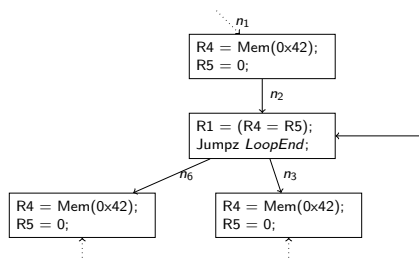 n1
R4 = Mem(0x42);
R5 = 0;
n2
R1 = (R4 = R5);
Jumpz LoopEnd;
n6
n3
R4 = Mem(0x42);
R5 = 0;
R4 = Mem(0x42);
R5 = 0;